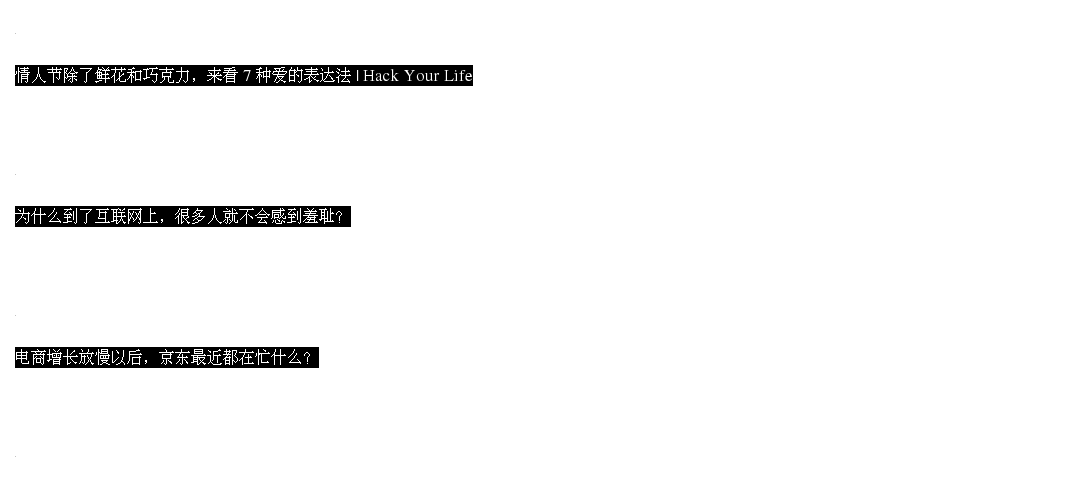 情人节除了鲜花和巧克力，来看 7 种爱的表达法 | Hack Your Life
为什么到了互联网上，很多人就不会感到羞耻？
电商增长放慢以后，京东最近都在忙什么？